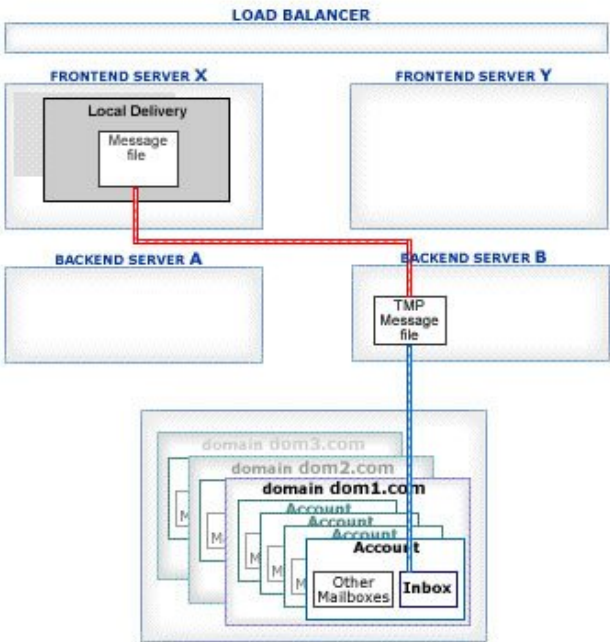 LOAD BALANCER
FRONTEND SERVER X
FRONTEND SERVER Y
Local Delivery
Message
file
BACKEND SERVER A
BACKEND SERVER B
TMP
Message
file
domain dom3.com
domain dom2.com
domain dom1.com
Account
Account
Account
Account
M
M
M
M
M
Other
Mailboxes
Inbox